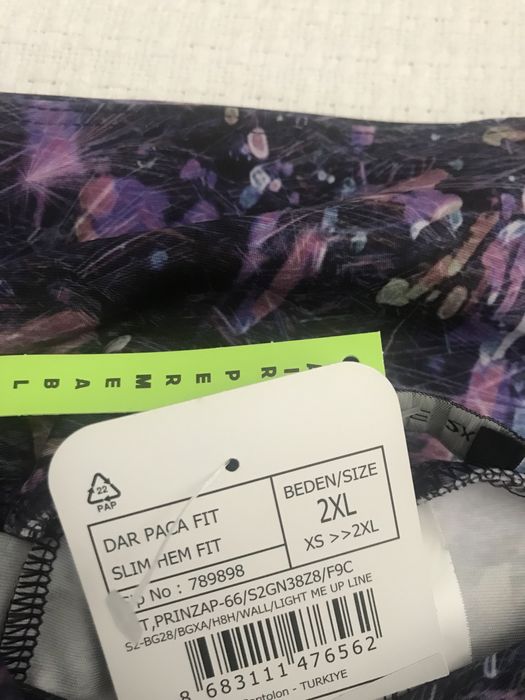 AIRPERMEABL
22
PAP
DAR PAÇA FIT
SLIM HEM FIT
BEDEN/SIZE
2XL
XS >>2XL
No : 789898
T,PRINZAP-66/S2GN38Z8/F9C
S2-BG28/BGXA/H8H/WALL/LIGHT ME UP LINE
8 683111 476562
Pantolon - TURKIYE